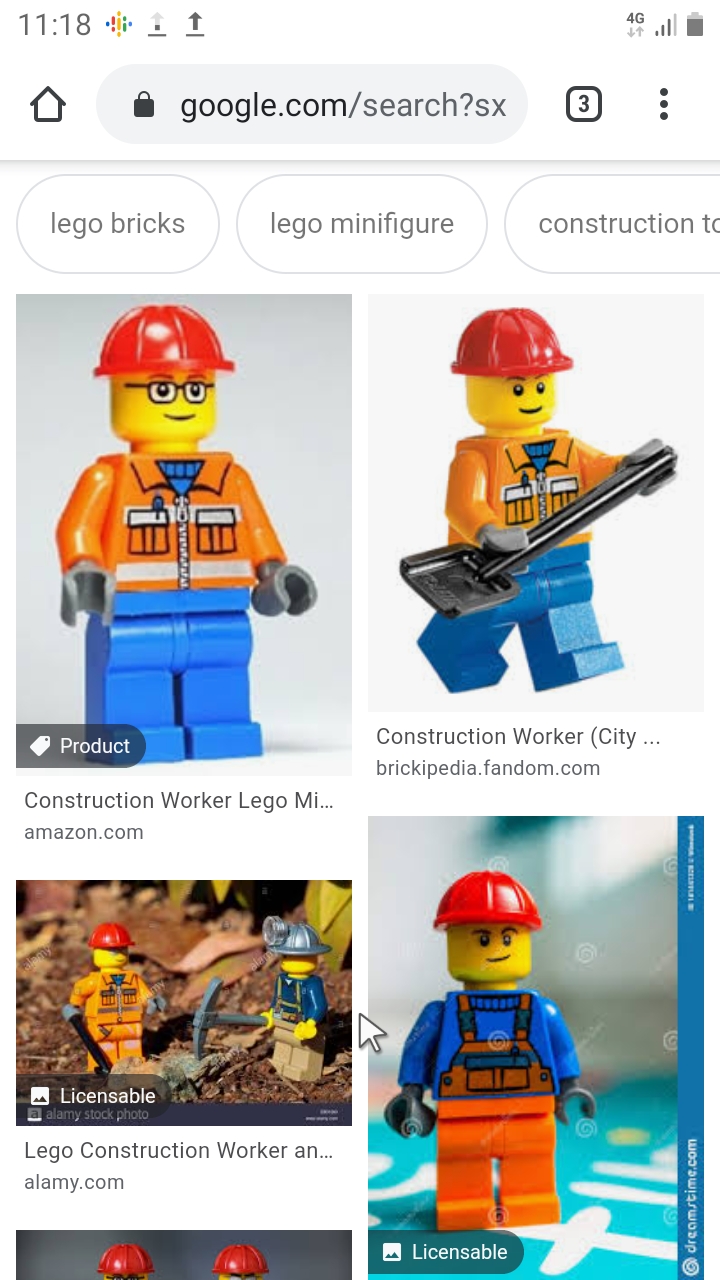 11:18
4G
google.com/search?sx
3
lego bricks
lego minifigure
construction to
Product
Construction Worker Lego Mi...
amazon.com
Construction Worker (City ...
brickipedia.fandom.com
alamy
Licensable
a alamy stock photo
Lego Construction Worker an...
alamy.com
dreamstime.com
Licensable